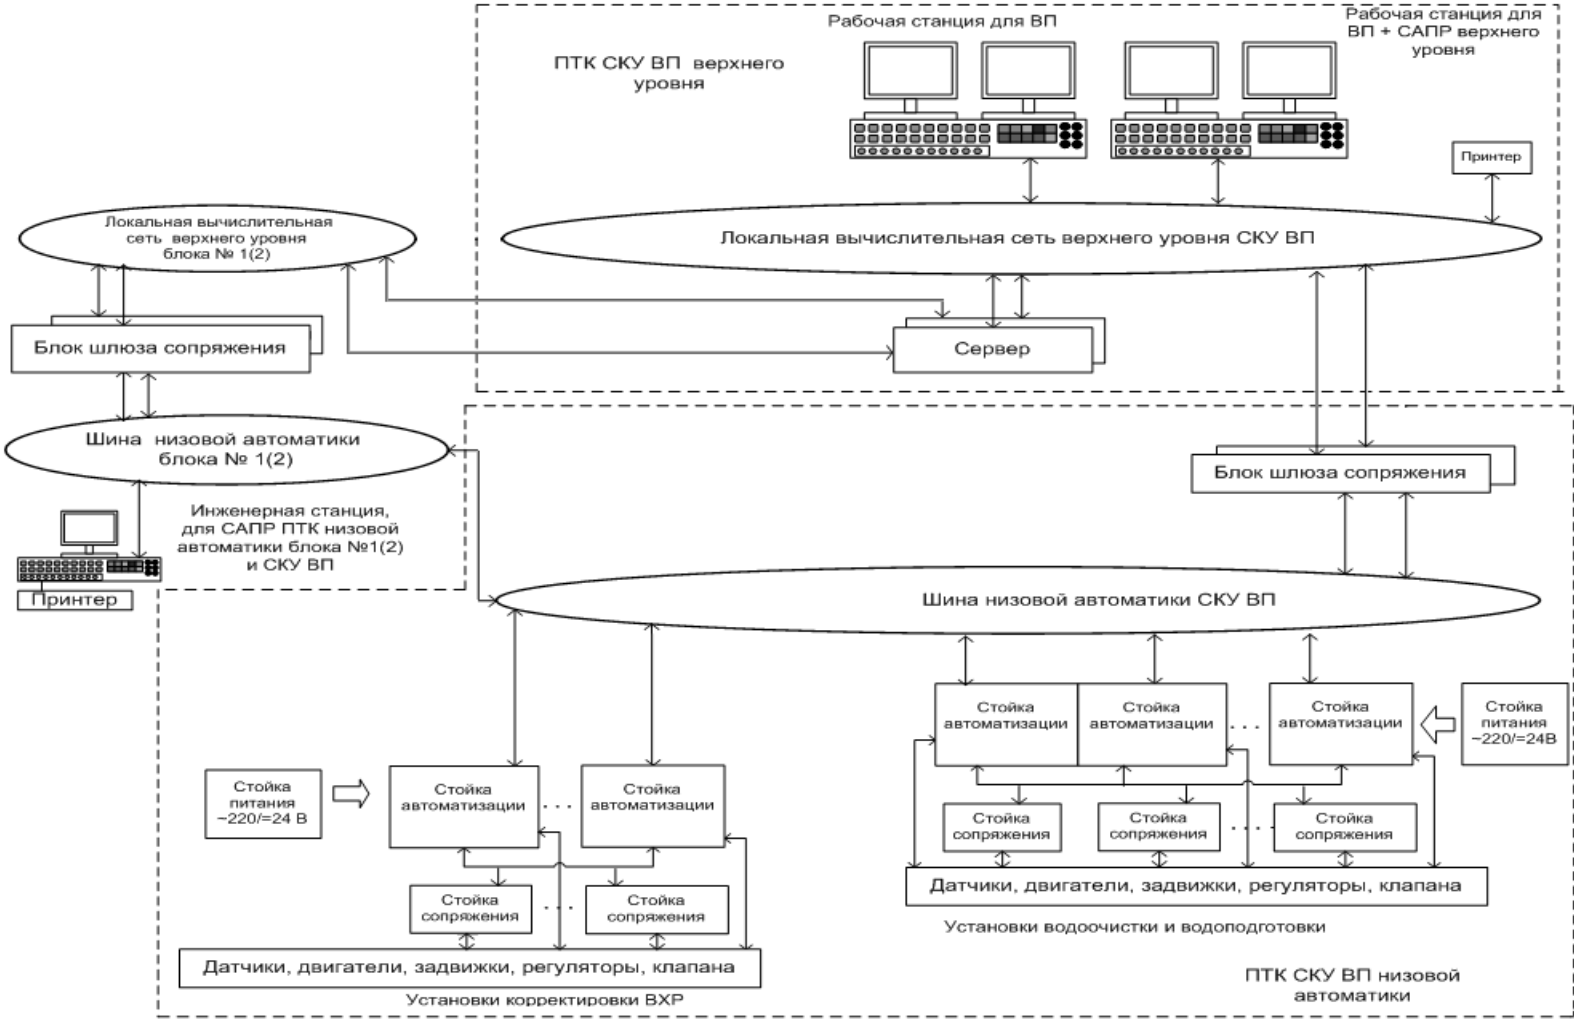 Рабочая станция для ВП
Рабочая станция для
ВП + САПР верхнего
уровня
ПТК СКУ ВП верхнего
уровня
Принтер
Локальная вычислительная
сеть верхнего уровня
блока № 1(2)
Локальная вычислительная сеть верхнего уровня СКУ ВП
Блок шлюза сопряжения
Сервер
Шина низовой автоматики
блока № 1(2)
Блок шлюза сопряжения
Инженерная станция,
для САПР ПТК низовой
автоматики блока №1(2)
и СКУ ВП
Принтер
Шина низовой автоматики СКУ ВП
Стойка
автоматизации
Стойка
автоматизации
. . .
Стойка
автоматизации
Стойка
питания
~220/=24В
Стойка
питания
~220/=24 В
Стойка
автоматизации
. . .
Стойка
автоматизации
Стойка
сопряжения
Стойка
сопряжения
. . . .
Стойка
сопряжения
Стойка
сопряжения
. . .
Стойка
сопряжения
Датчики, двигатели, задвижки, регуляторы, клапана
Установки водоочистки и водоподготовки
Датчики, двигатели, задвижки, регуляторы, клапана
Установки корректировки ВХР
ПТК СКУ ВП низовой
автоматики